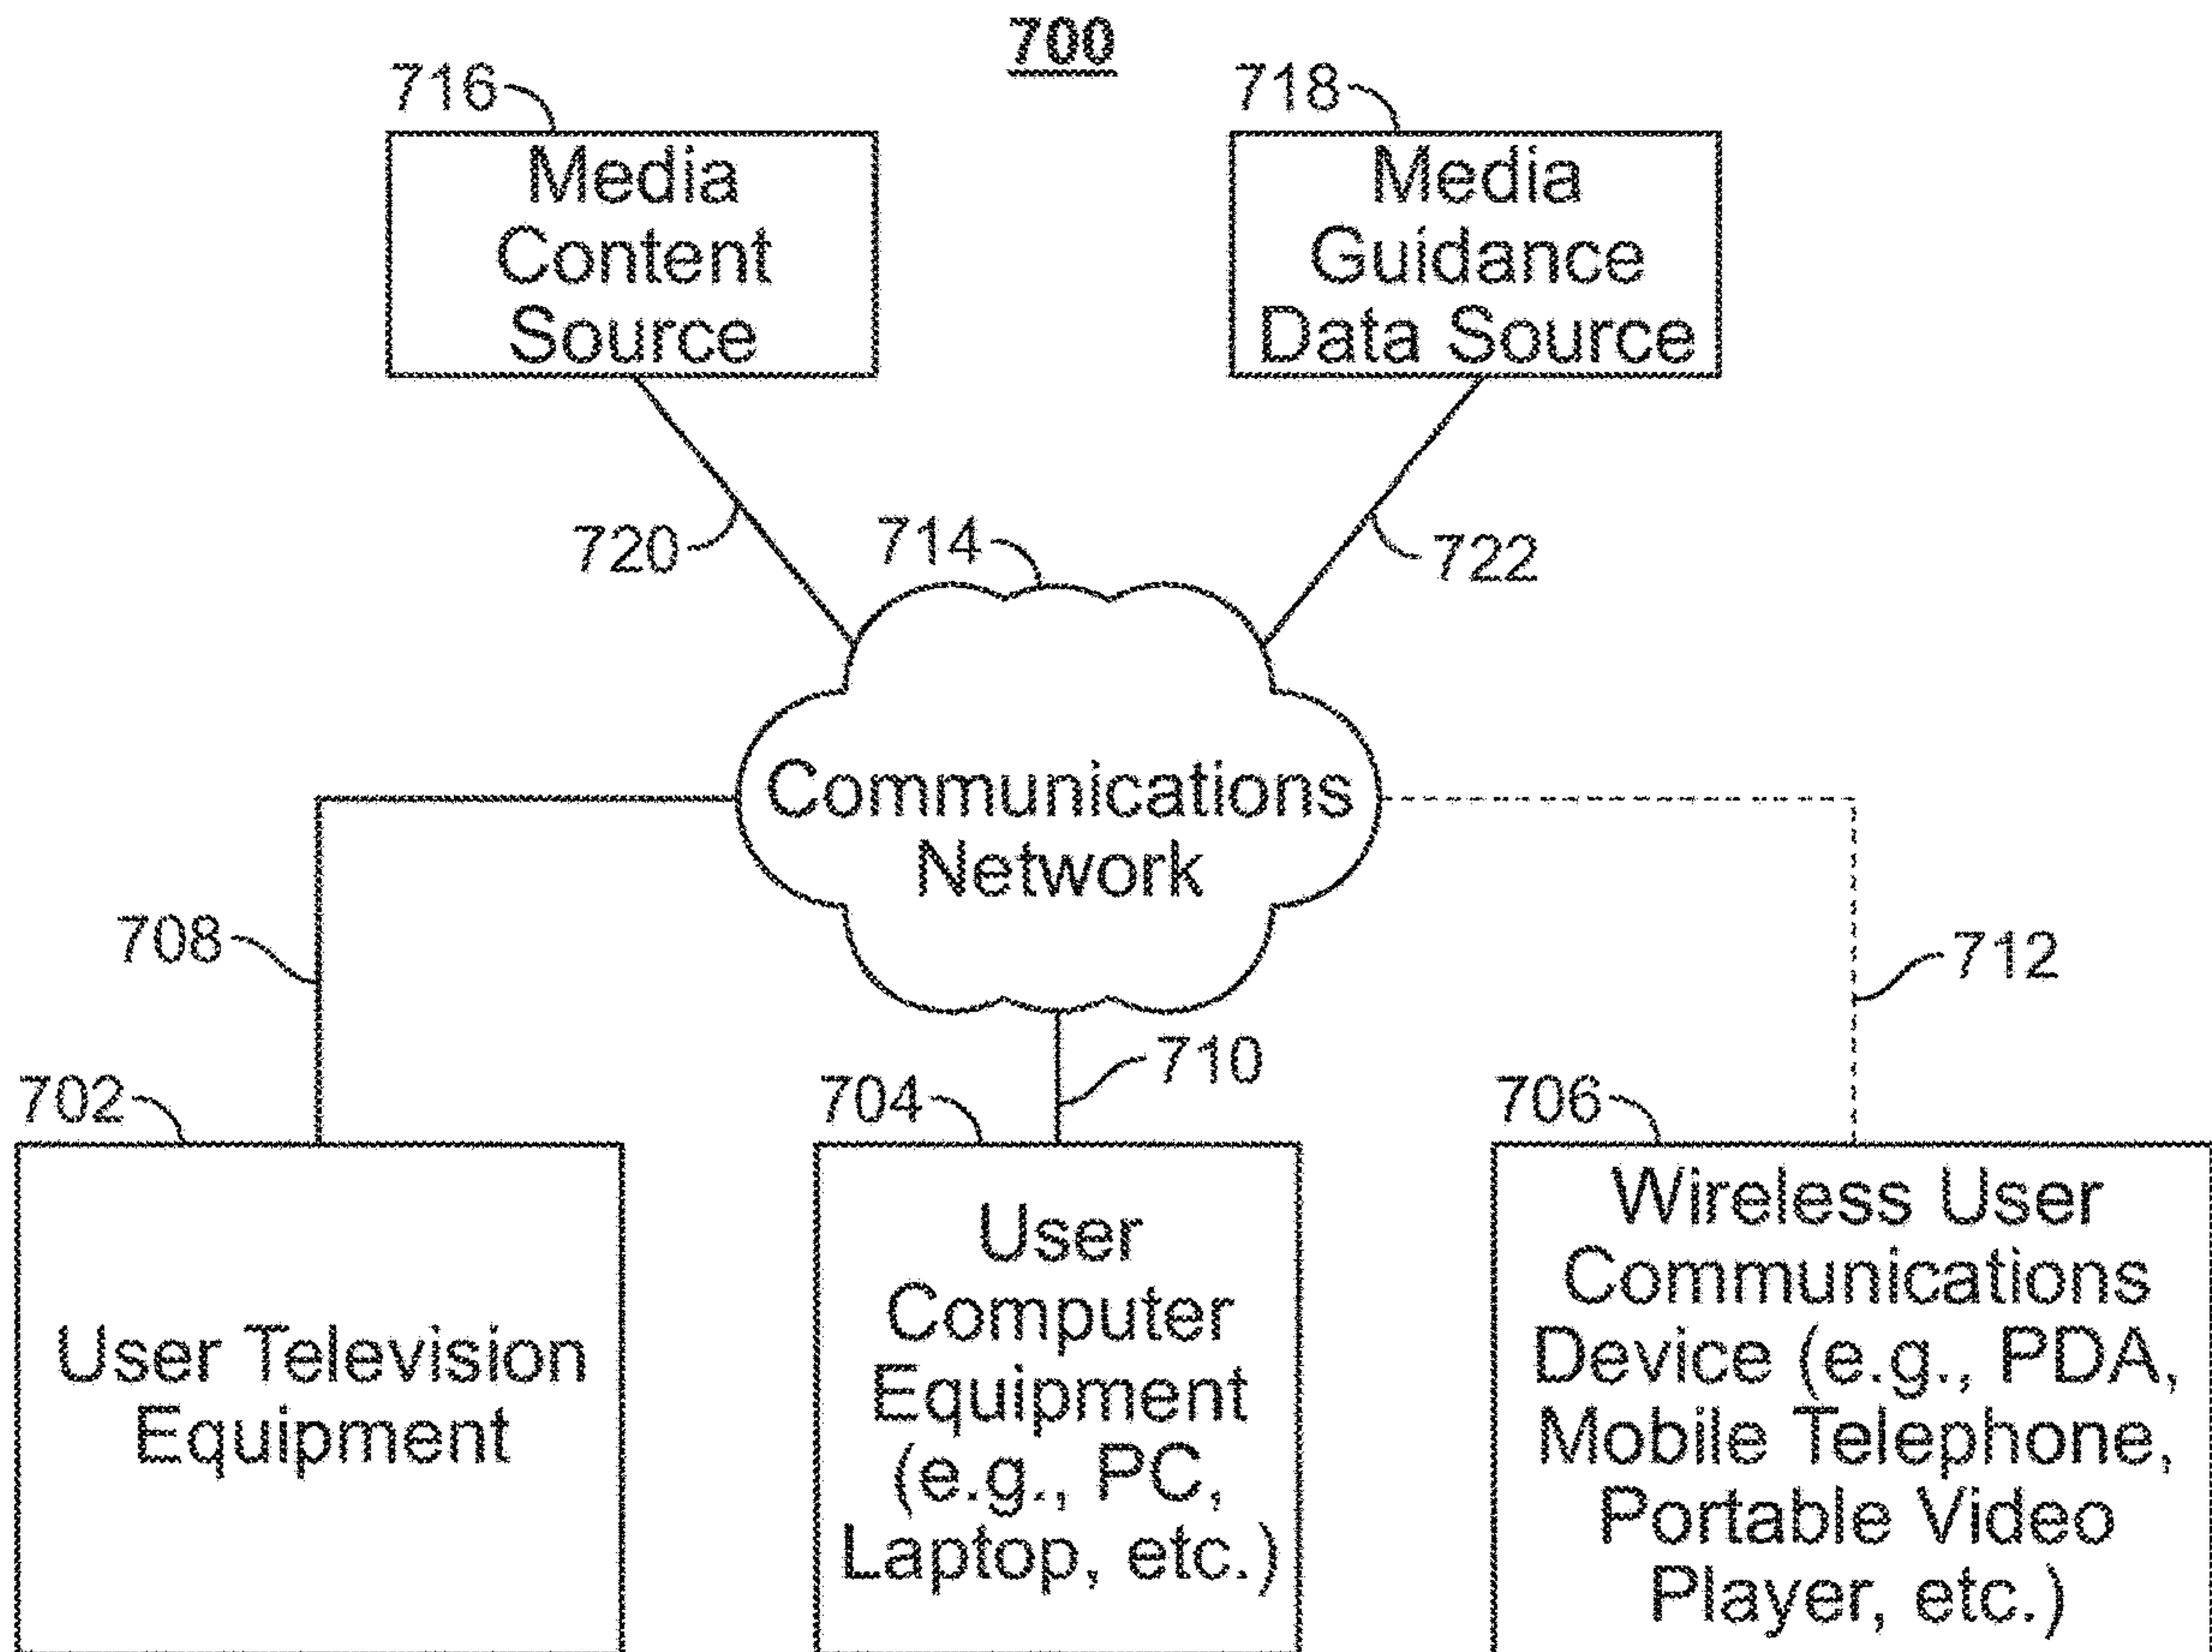 700
716
718
Media
Content
Source
Media
Guidance
Data Source
720
714
722
Communications
Network
708
712
710
702
704
706
User Television
Equipment
User
Computer
Equipment
(e.g., PC,
Laptop, etc.)
Wireless User
Communications
Device (e.g., PDA,
Mobile Telephone,
Portable Video
Player, etc.)